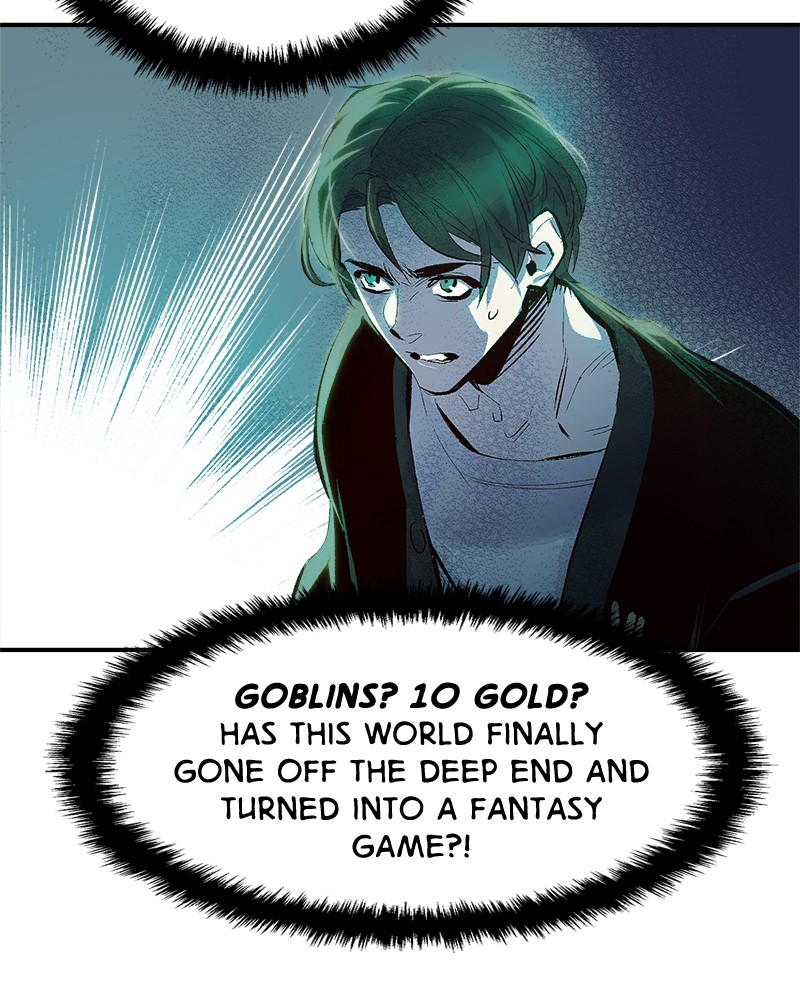 GOBLINS? 10 GOLD?
HAS THIS WORLD FINALLY
GONE OFF THE DEEP END AND
TURNED INTO A FANTASY
GAME?!